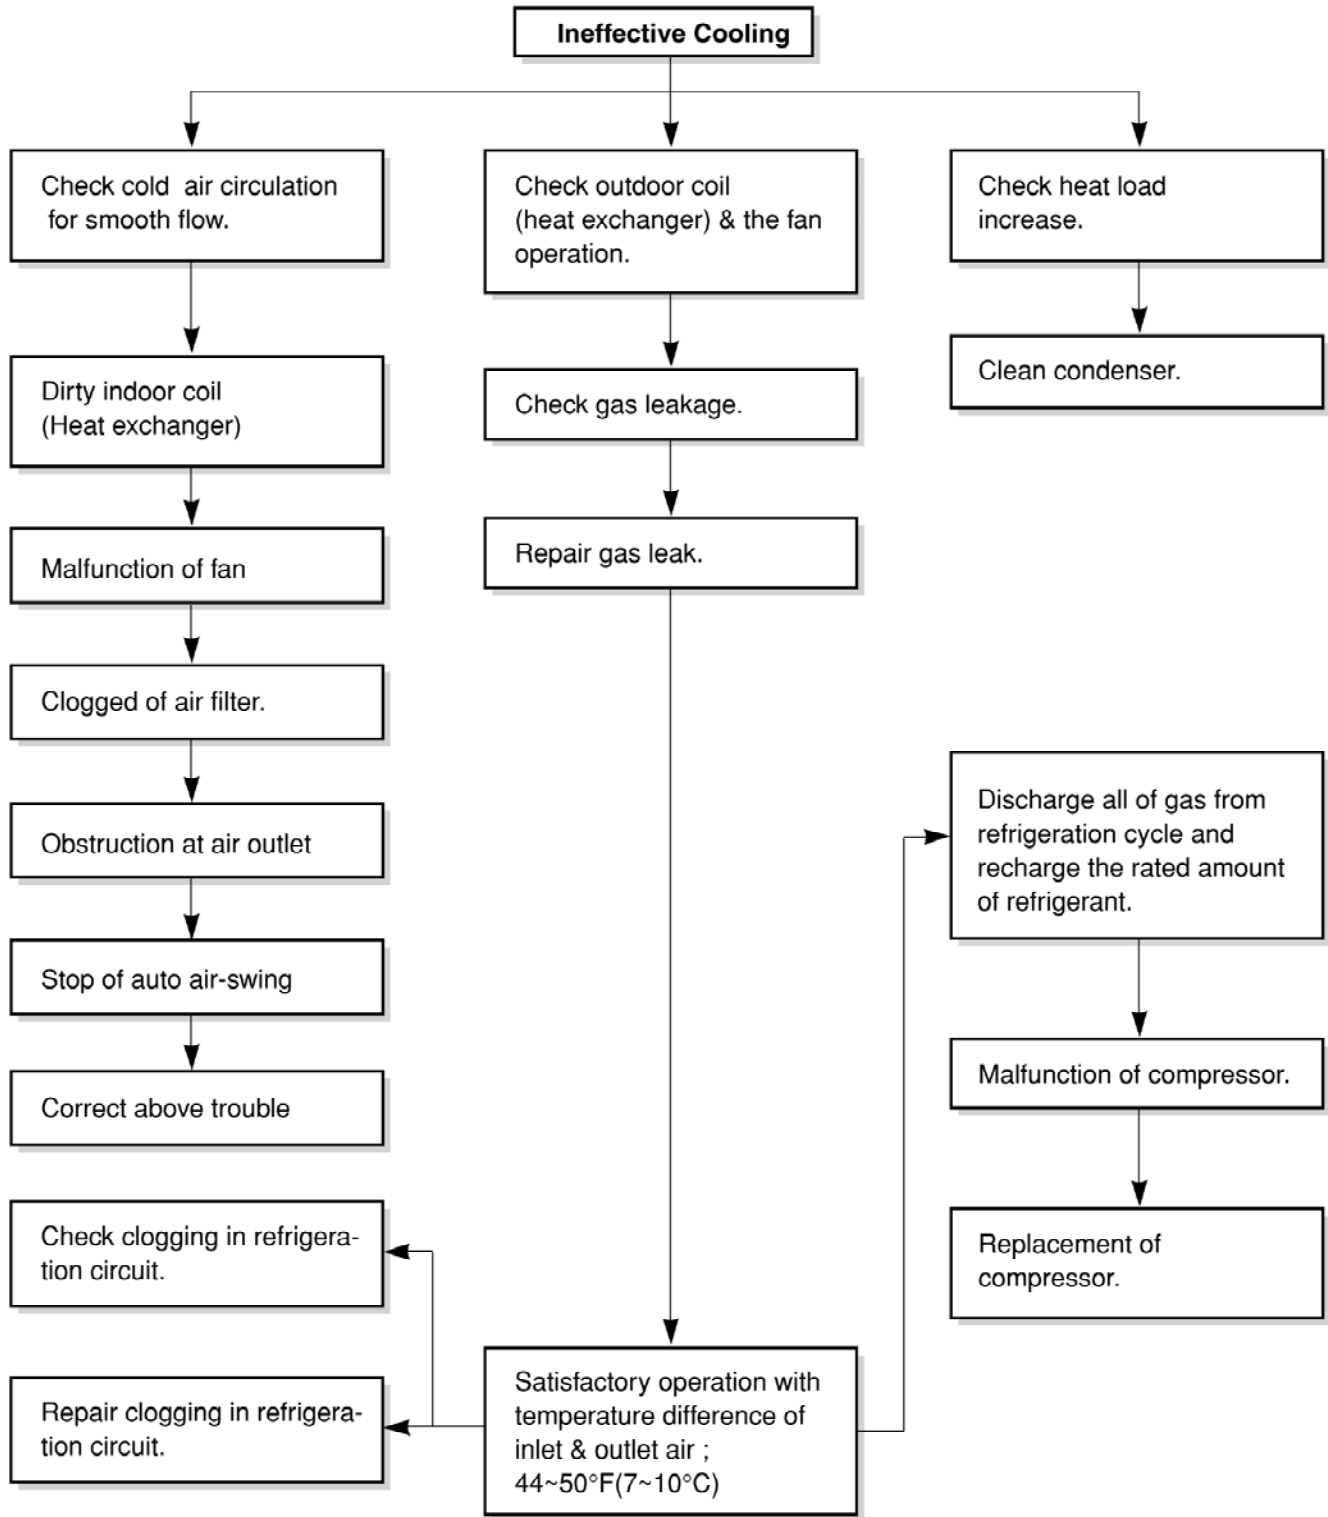 Ineffective Cooling
Check cold air circulation
for smooth flow.
Dirty indoor coil
(Heat exchanger)
Malfunction of fan
Clogged of air filter.
Obstruction at air outlet
Stop of auto air-swing
Correct above trouble
Check clogging in refrigera-
tion circuit.
Repair clogging in refrigera-
tion circuit.
Check outdoor coil
(heat exchanger) & the fan
operation.
Check gas leakage.
Repair gas leak.
Satisfactory operation with
temperature difference of
inlet & outlet air ;
44~50°F(7~10°C)
Check heat load
increase.
Clean condenser.
Discharge all of gas from
refrigeration cycle and
recharge the rated amount
of refrigerant.
Malfunction of compressor.
Replacement of
compressor.